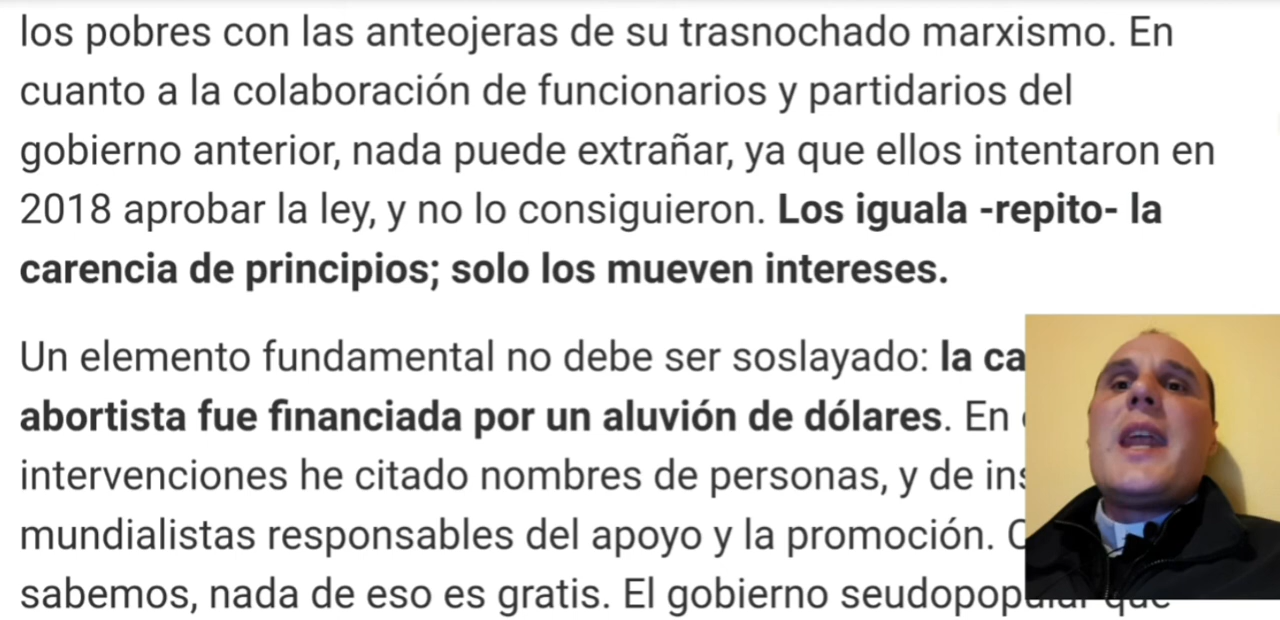 los pobres con las anteojeras de su trasnochado marxismo. En
cuanto a la colaboración de funcionarios y partidarios del
gobierno anterior, nada puede extrañar, ya que ellos intentaron en
2018 aprobar la ley, y no lo consiguieron. Los iguala -repito- la
carencia de principios; solo los mueven intereses.
Un elemento fundamental no debe ser soslayado: la ca
abortista fue financiada por un aluvión de dólares. En
intervenciones he citado nombres de personas, y de ins
mundialistas responsables del apoyo y la promoción. C
sabemos, nada de eso es gratis. El gobierno seudopopular que